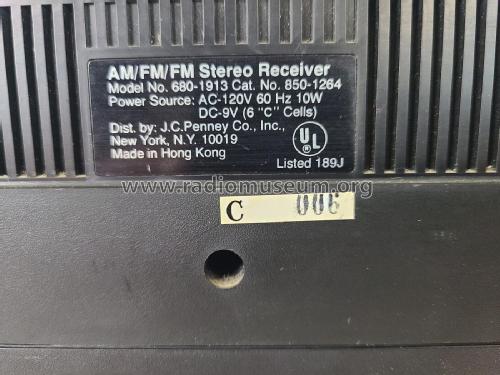 AM/FM/FM Stereo Receiver
Model No. 680-1913 Cat. No. 850-1264
Power Source: AC-120V 60 Hz 10W
DC-9V (6 "C" Cells)
Dist. by: J.C.Penney Co., Inc.,
New York, N.Y. 10019
Made in Hong Kong
UL
®
Listed 189J
www.radiomuseum.org
C 006